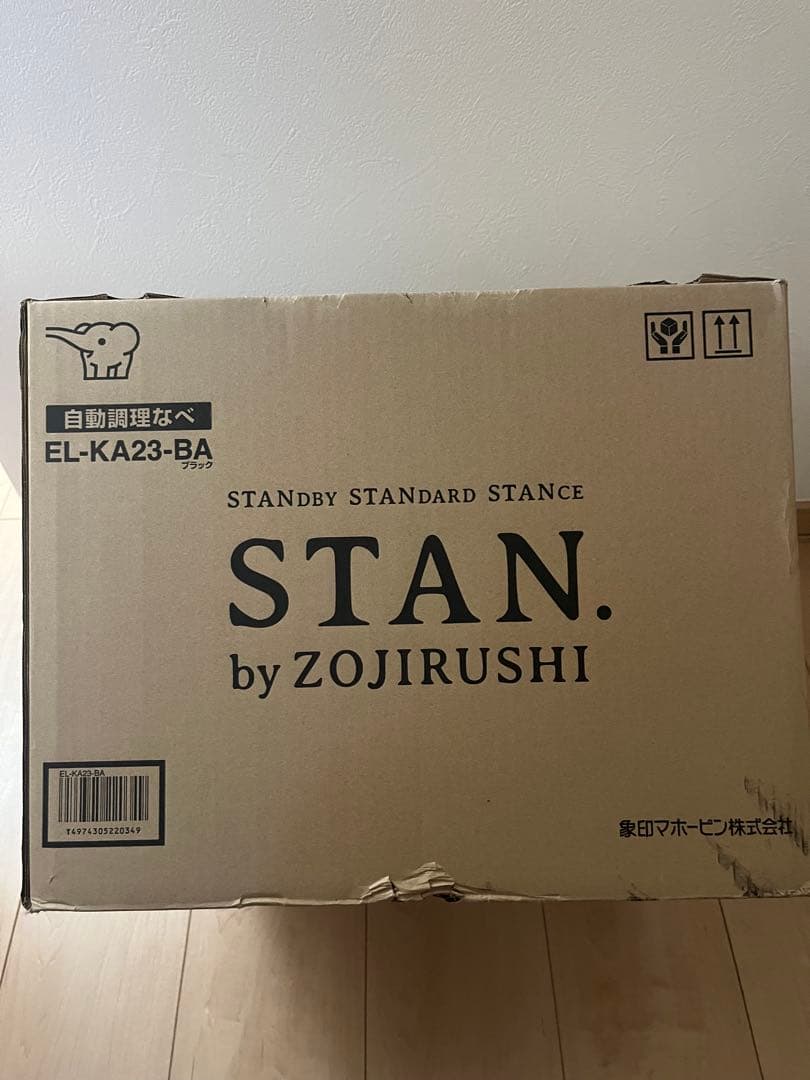 自動調理なべ
EL-KA23-BA
ブラック
STANDBY STANDARD STANCE
STAN.
by ZOJIRUSHI
EL-KA23-BA
T4974305220349
象印マホービン株式会社